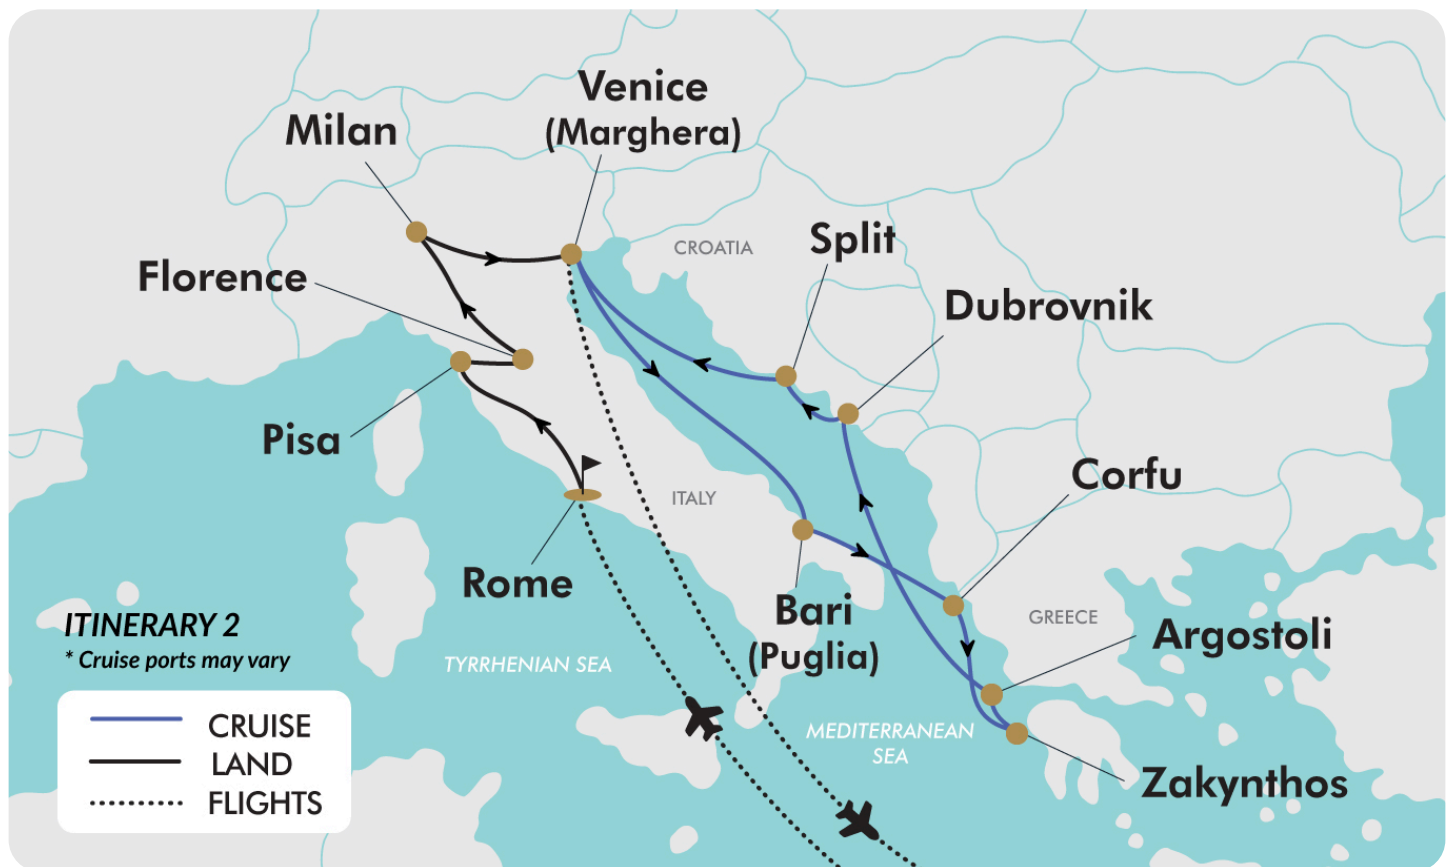 Venice
(Marghera)
Milan
CROATIA
Split
Florence
Dubrovnik
Pisa
Corfu
ITALY
Rome
Bari
(Puglia)
GREECE
Argostoli
ITINERARY 2
* Cruise ports may vary
TYRRHENIAN SEA
MEDITERRANEAN
SEA
Zakynthos
CRUISE
LAND
FLIGHTS